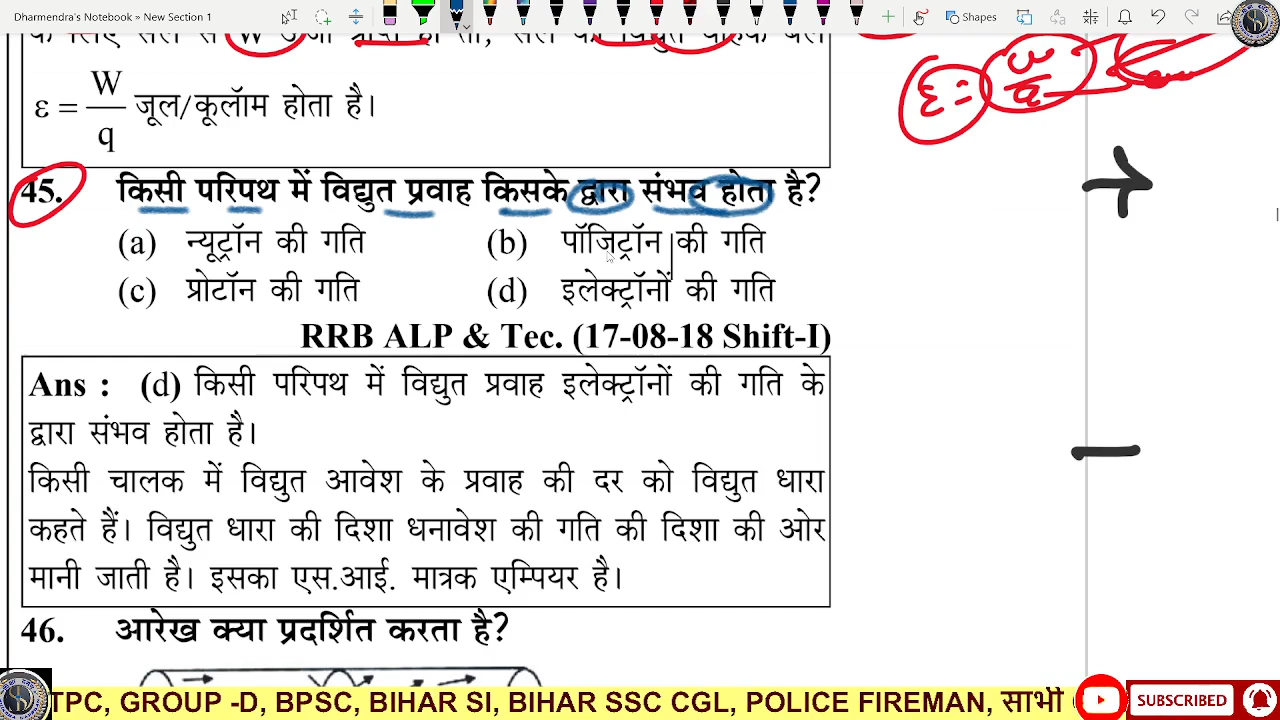 Dharmendra's Notebook » New Section 1
Shapes
के लिए सेल से W ऊर्जा प्राप्त हो तो, सेल का विद्युत वाहक बल
ε = W/q जूल/कूलॉम होता है।
ε = w/q
45. किसी परिपथ में विद्युत प्रवाह किसके द्वारा संभव होता है?
(a) न्यूट्रॉन की गति (b) पॉजिट्रॉन की गति
(c) प्रोटॉन की गति (d) इलेक्ट्रॉनों की गति
RRB ALP & Tec. (17-08-18 Shift-I)
Ans : (d) किसी परिपथ में विद्युत प्रवाह इलेक्ट्रॉनों की गति के
द्वारा संभव होता है।
किसी चालक में विद्युत आवेश के प्रवाह की दर को विद्युत धारा
कहते हैं। विद्युत धारा की दिशा धनावेश की गति की दिशा की ओर
मानी जाती है। इसका एस.आई. मात्रक एम्पियर है।
46. आरेख क्या प्रदर्शित करता है?
TPC, GROUP -D, BPSC, BIHAR SI, BIHAR SSC CGL, POLICE FIREMAN, साभी
SUBSCRIBED